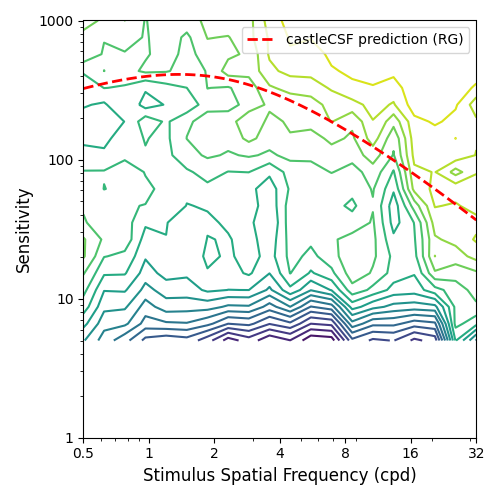 1000
castleCSF prediction (RG)
100
10
1
Sensitivity
0.5 1 2 4 8 16 32
Stimulus Spatial Frequency (cpd)